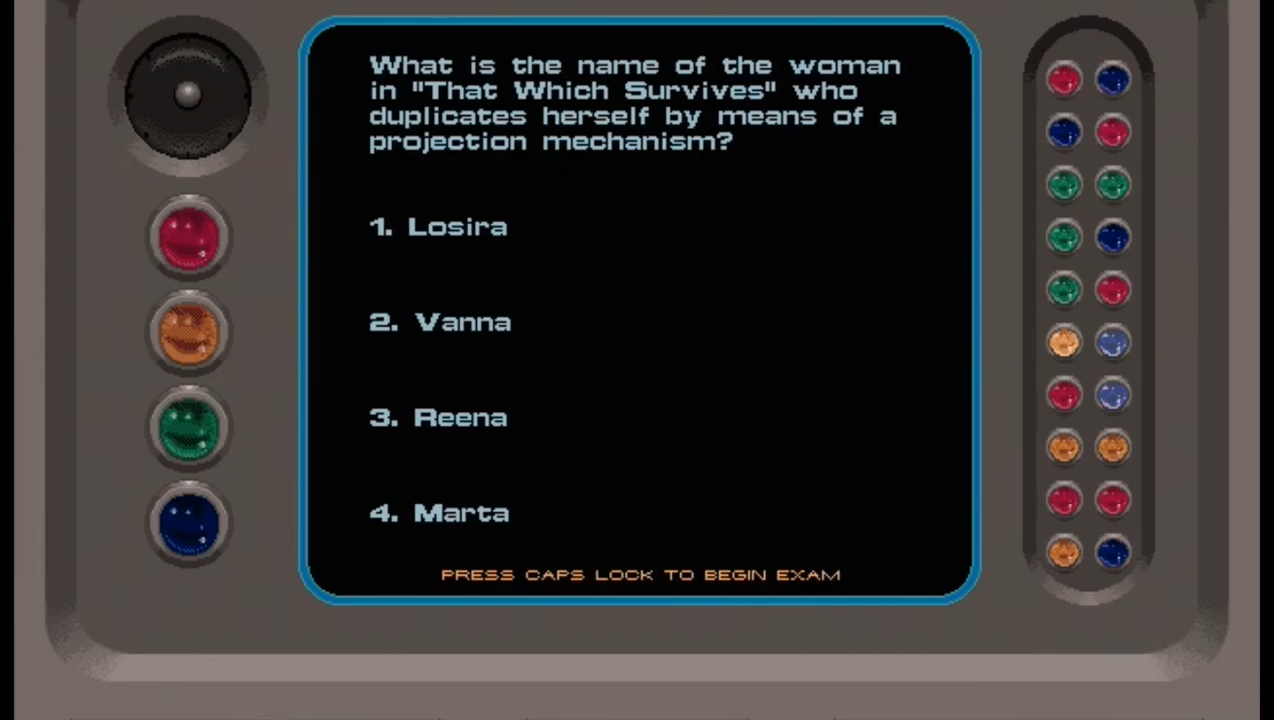 What is the name of the woman
in "That Which Survives" who
duplicates herself by means of a
projection mechanism?
1. Losira
2. Vanna
3. Reena
4. Marta
PRESS CAPS LOCK TO BEGIN EXAM